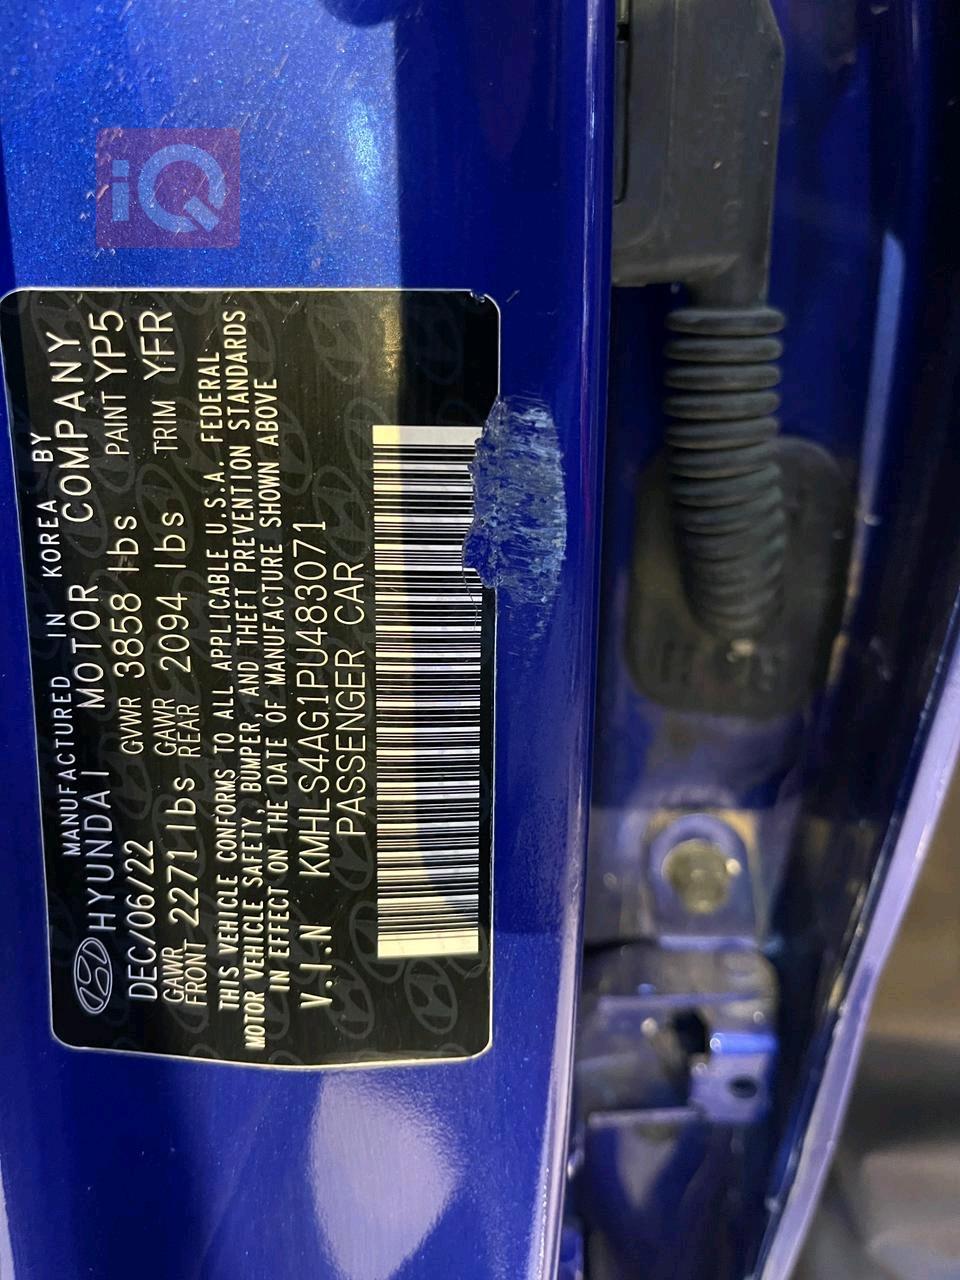 iQ
MANUFACTURED IN KOREA BY
HYUNDAI MOTOR COMPANY
DEC/06/22 GVWR 3858 lbs PAINT YP5
GAWR FRONT 2271 lbs GAWR REAR 2094 lbs TRIM YFR
THIS VEHICLE CONFORMS TO ALL APPLICABLE U.S.A. FEDERAL
MOTOR VEHICLE SAFETY, BUMPER, AND THEFT PREVENTION STANDARDS
IN EFFECT ON THE DATE OF MANUFACTURE SHOWN ABOVE
V.I.N KMHLS4AG1PU483071
PASSENGER CAR